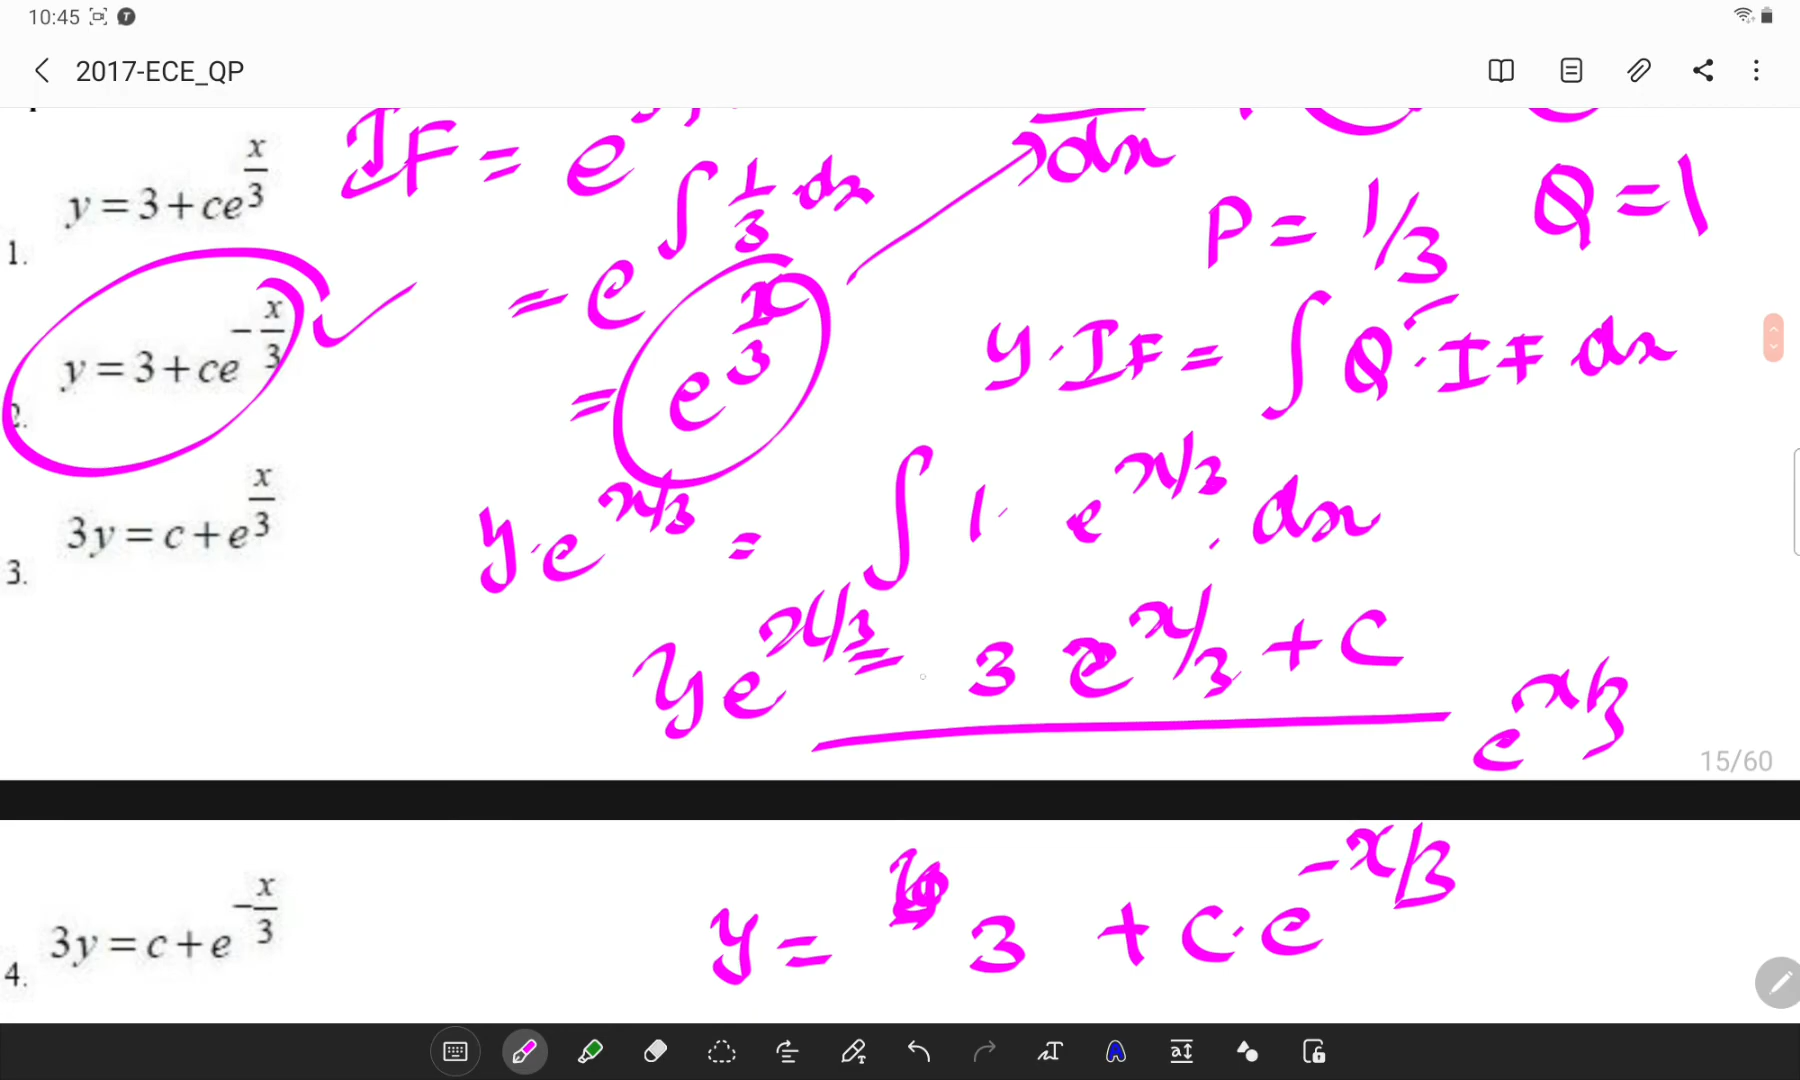 10:45
2017-ECE_QP
IF = e
dx
y = 3 + ce^{x/3}
∫ 1/3 dx
P = 1/3 Q = 1
1.
= e
y = 3 + ce^{-x/3}
2.
= e^{x/3}
y·IF = ∫ Q·IF dx
3y = c + e^{x/3}
3.
y·e^{x/3} = ∫ 1· e^{x/3} · dx
ye^{x/3} = 3 e^{x/3} + C
e^{x/3}
15/60
3y = c + e^{-x/3}
4.
y = 3 + C·e^{-x/3}